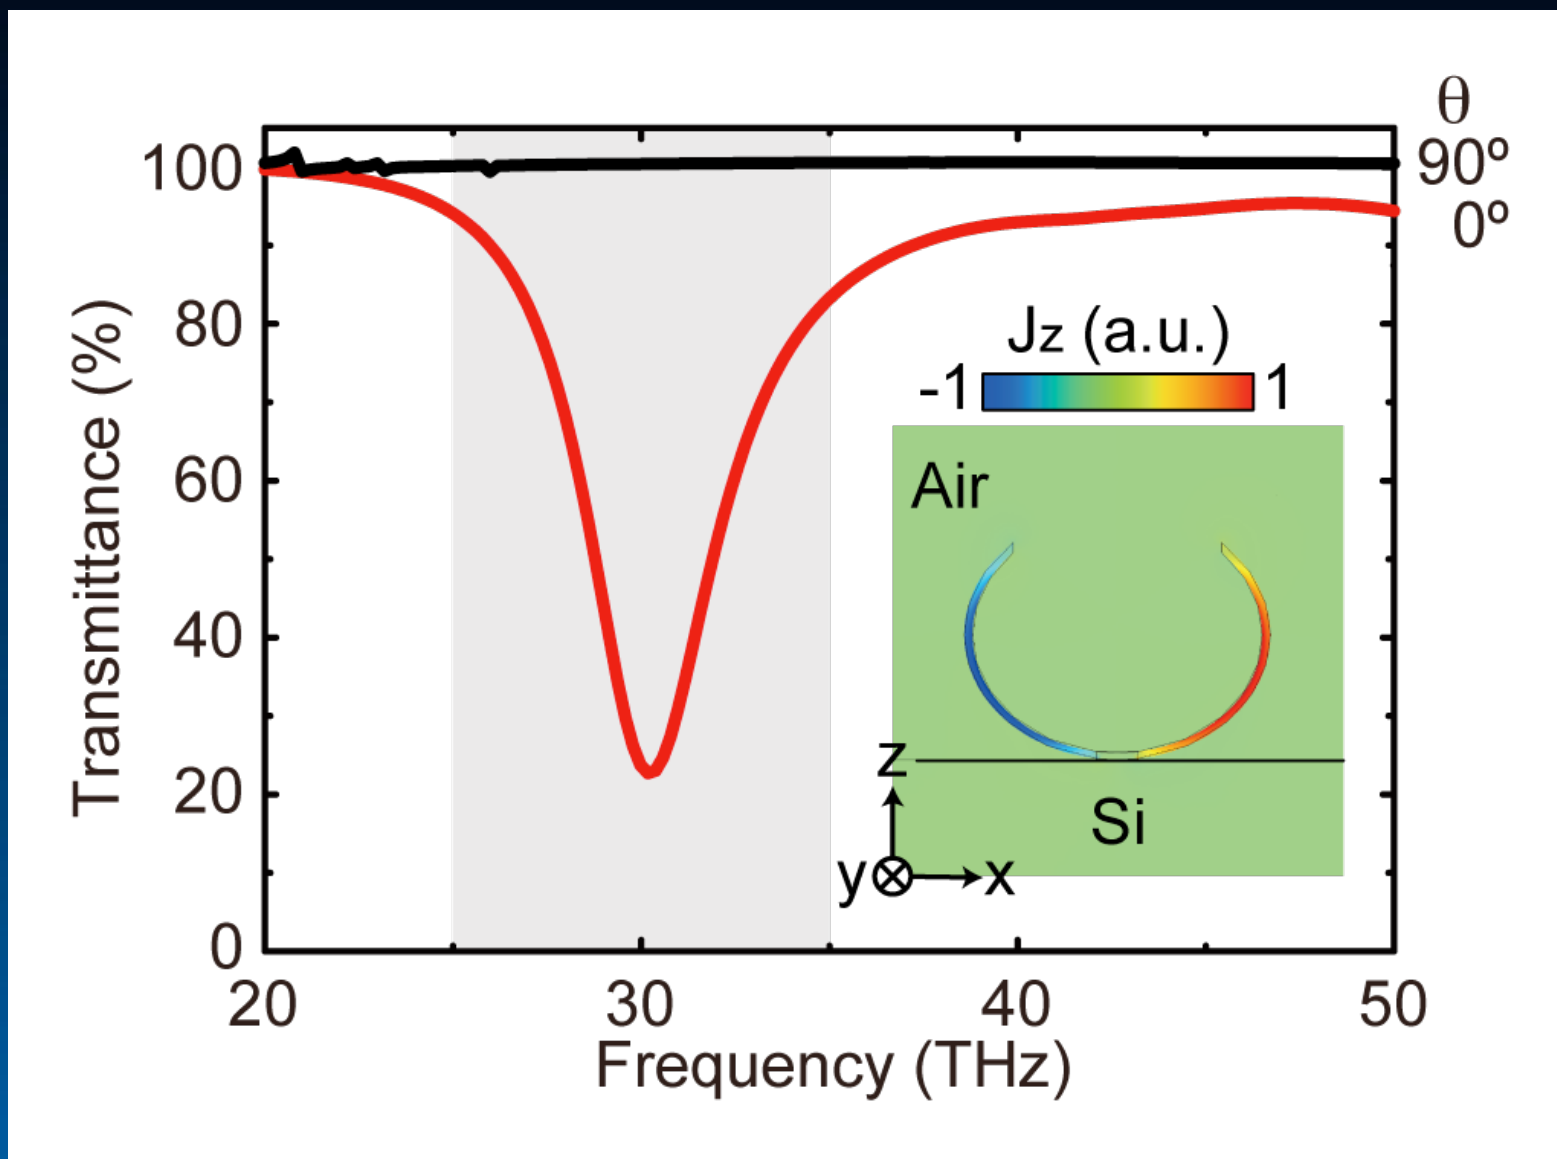 θ
100
90º
0º
80
Jz (a.u.)
-1
1
Transmittance (%)
60
Air
40
z
20
Si
y
x
0
20
30
40
50
Frequency (THz)